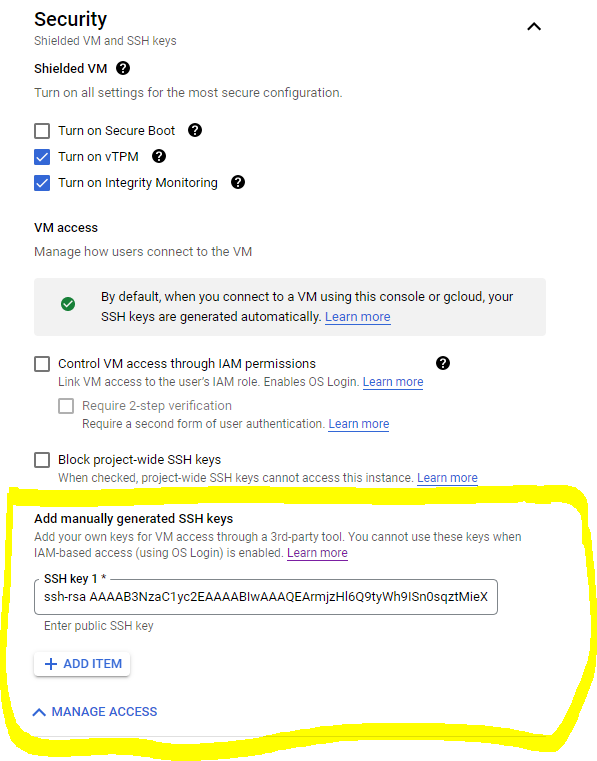 Security
Shielded VM and SSH keys
Shielded VM
Turn on all settings for the most secure configuration.
Turn on Secure Boot
Turn on vTPM
Turn on Integrity Monitoring
VM access
Manage how users connect to the VM
By default, when you connect to a VM using this console or gcloud, your
SSH keys are generated automatically. Learn more
Control VM access through IAM permissions
Link VM access to the user's IAM role. Enables OS Login. Learn more
Require 2-step verification
Require a second form of user authentication. Learn more
Block project-wide SSH keys
When checked, project-wide SSH keys cannot access this instance. Learn more
Add manually generated SSH keys
Add your own keys for VM access through a 3rd-party tool. You cannot use these keys when
IAM-based access (using OS Login) is enabled. Learn more
SSH key 1 *
ssh-rsa AAAAB3NzaC1yc2EAAAABIwAAAQEArmjzHl6Q9tyWh9ISn0sqztMieX
Enter public SSH key
+ ADD ITEM
MANAGE ACCESS